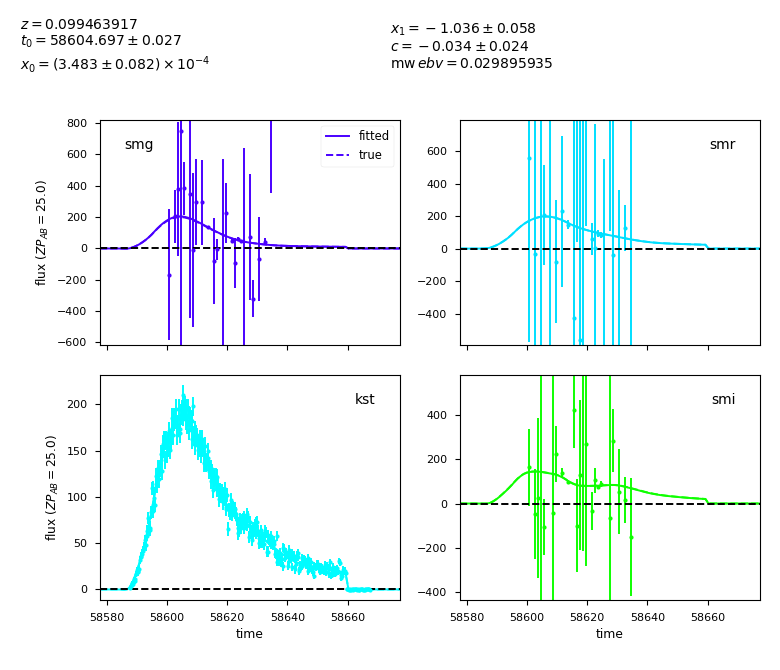 z = 0.099463917
t₀ = 58604.697 ± 0.027
x₀ = (3.483 ± 0.082) × 10⁻⁴
x₁ = −1.036 ± 0.058
c = −0.034 ± 0.024
mw ebv = 0.029895935
smg
fitted
true
800
600
400
200
0
−200
−400
−600
flux (ZP_AB = 25.0)
smr
600
400
200
0
−200
−400
kst
200
150
100
50
0
flux (ZP_AB = 25.0)
58580 58600 58620 58640 58660
time
smi
400
200
0
−200
−400
58580 58600 58620 58640 58660
time